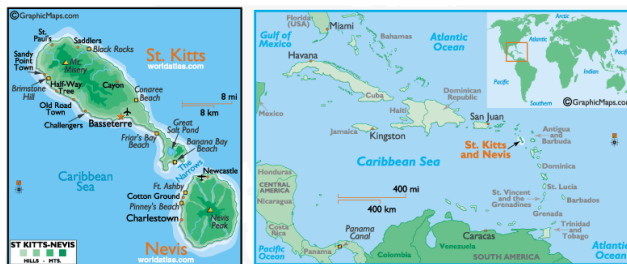 ©GraphicMaps.com
St.
Paul's
Saddlers
Black Rocks
Sandy
Point
Town
Mt.
Misery
St. Kitts
worldatlas.com
Brimstone
Hill
Half-Way
Tree
Cayon
Conaree
Beach
Old Road
Town
Challengers
Basseterre
8 mi
8 km
Great
Salt Pond
Friar's Bay
Beach
Banana Bay
Beach
The Narrows
Caribbean
Sea
Newcastle
Ft. Ashby
Cotton Ground
Pinney's Beach
Charlestown
Nevis
Peak
Nevis
worldatlas.com
ST KITTS-NEVIS
HILLS - MTS.
Florida
(USA)
Miami
Gulf of
Mexico
Bahamas
Atlantic
Ocean
Havana
Cuba
Mexico
Dominican
Republic
Haiti
San Juan
Jamaica
Kingston
St. Kitts
and Nevis
Antigua
and
Barbuda
Caribbean Sea
Dominica
Honduras
CENTRAL
AMERICA
Nicaragua
400 mi
400 km
St. Lucia
St. Vincent
and the
Grenadines
Barbados
Grenada
Costa
Rica
Panama
Canal
Panama
Caracas
Trinidad
and
Tobago
Pacific
Ocean
Colombia
Venezuela
SOUTH AMERICA
Atlantic
Ocean
Arctic
Atlantic
Pacific
Indian
Pacific
Southern
©GraphicMaps.com